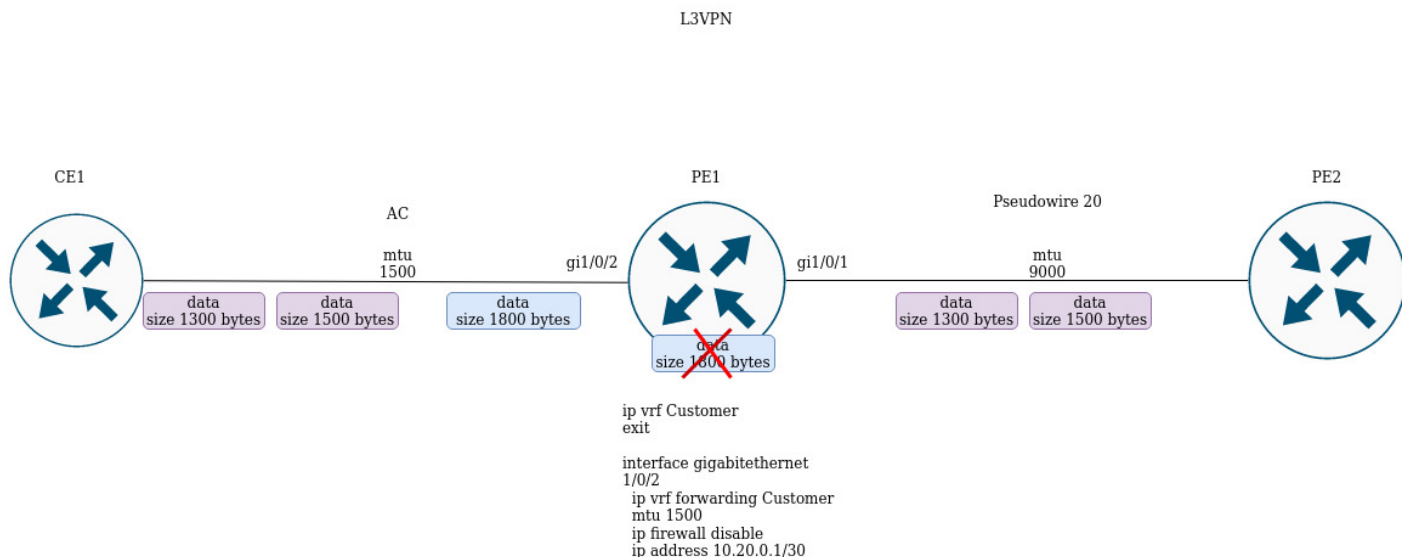 L3VPN
CE1
PE1
PE2
AC
Pseudowire 20
mtu
1500
gi1/0/2
gi1/0/1
mtu
9000
data
size 1300 bytes
data
size 1500 bytes
data
size 1800 bytes
data
size 1300 bytes
data
size 1500 bytes
data
size 1800 bytes
ip vrf Customer
exit
interface gigabitethernet
1/0/2
ip vrf forwarding Customer
mtu 1500
ip firewall disable
ip address 10.20.0.1/30